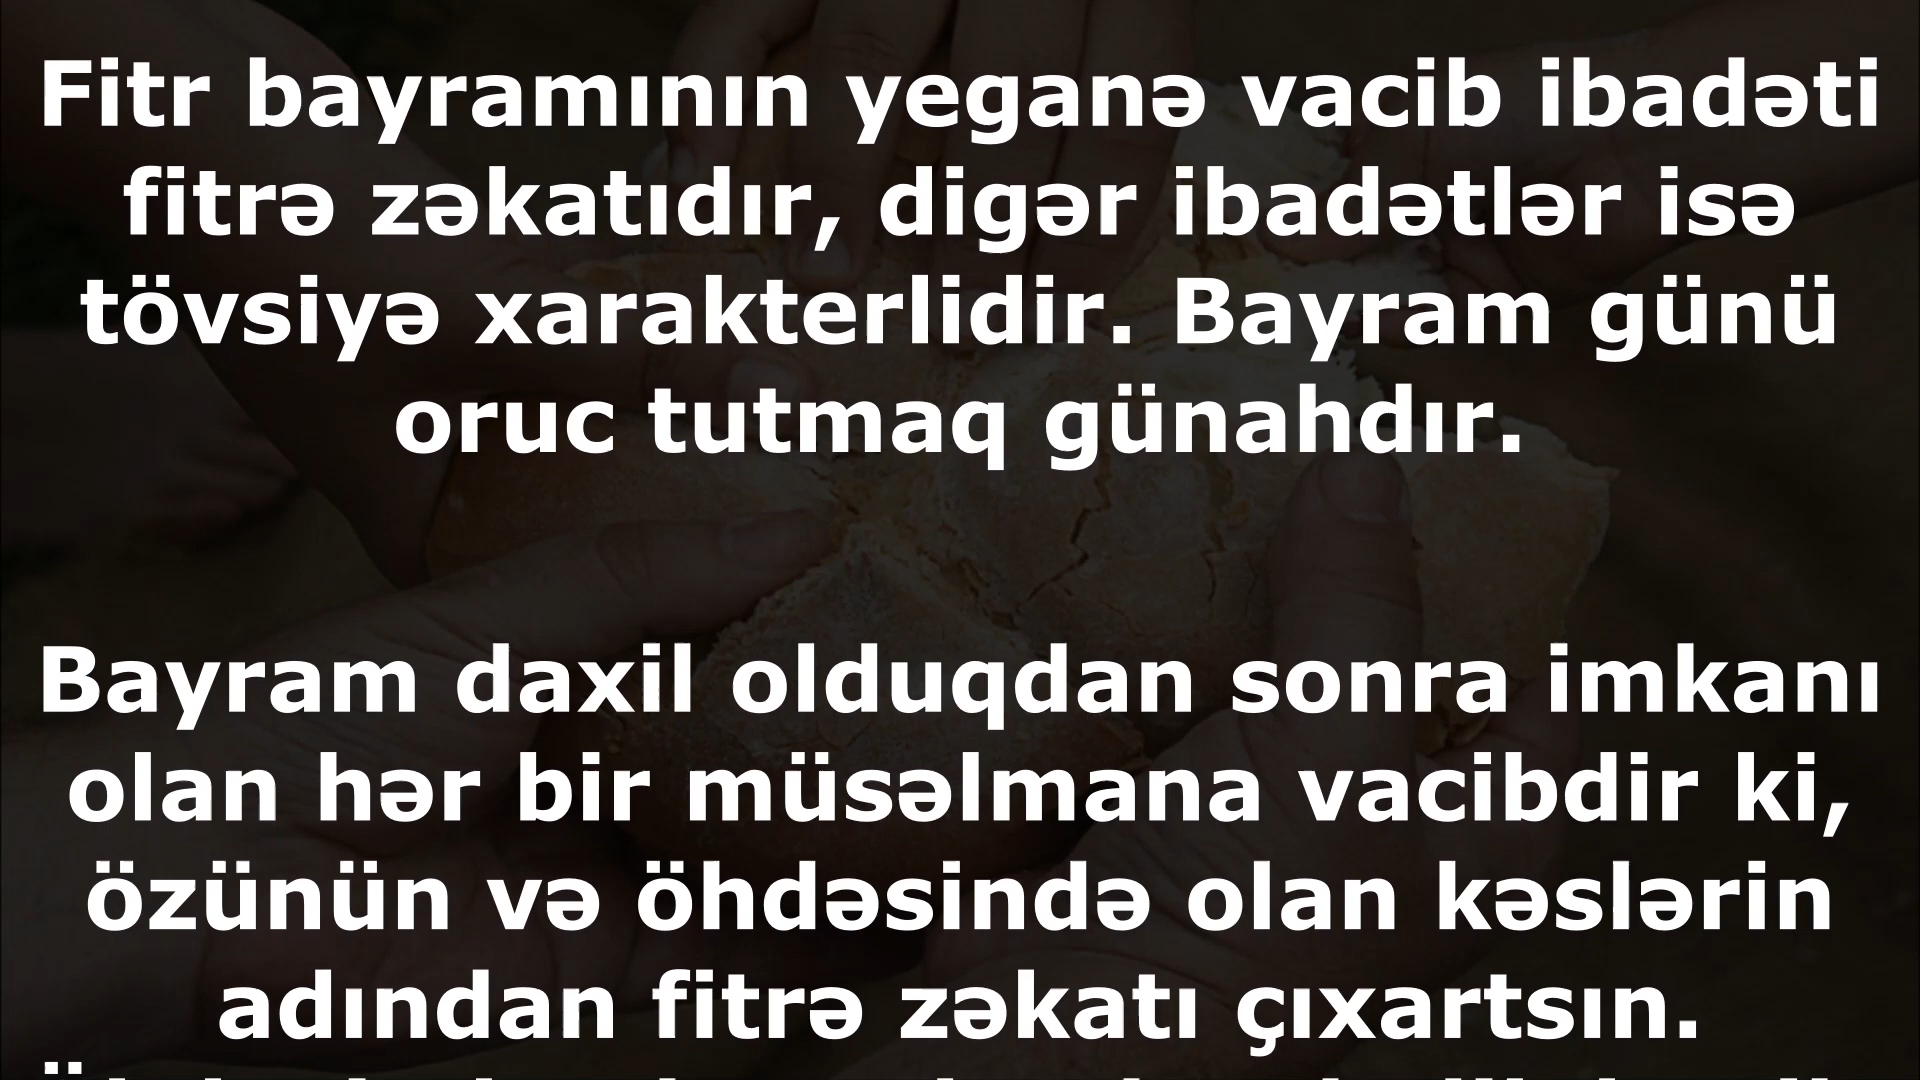 Fitr bayramının yeganə vacib ibadəti
fitrə zəkatıdır, digər ibadətlər isə
tövsiyə xarakterlidir. Bayram günü
oruc tutmaq günahdır.
Bayram daxil olduqdan sonra imkanı
olan hər bir müsəlmana vacibdir ki,
özünün və öhdəsində olan kəslərin
adından fitrə zəkatı çıxartsın.